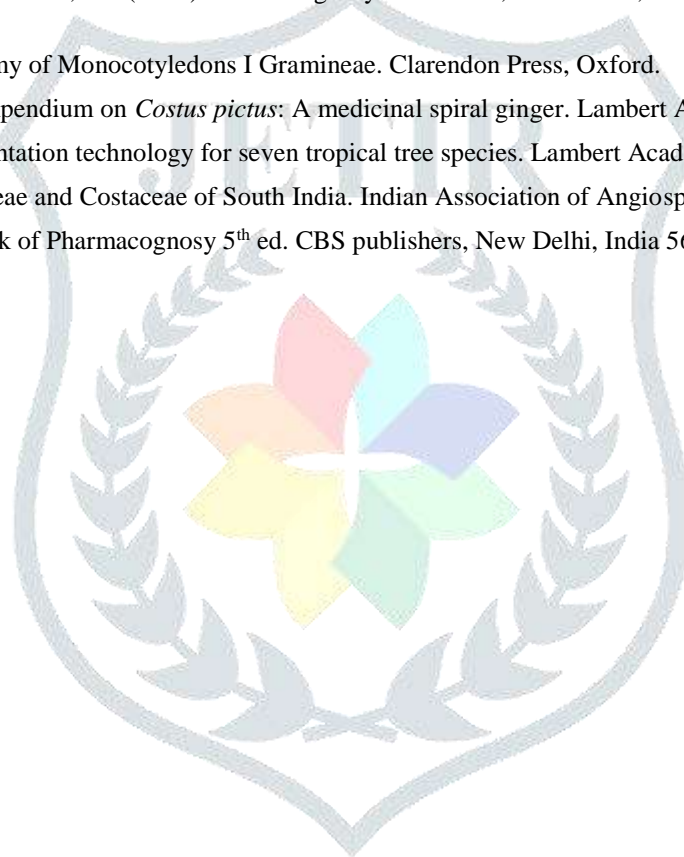 ny of Monocotyledons I Gramineae. Clarendon Press, Oxford.
pendium on Costus pictus: A medicinal spiral ginger. Lambert A
ntation technology for seven tropical tree species. Lambert Acad
eae and Costaceae of South India. Indian Association of Angiosp
k of Pharmacognosy 5th ed. CBS publishers, New Delhi, India 56
JETIR